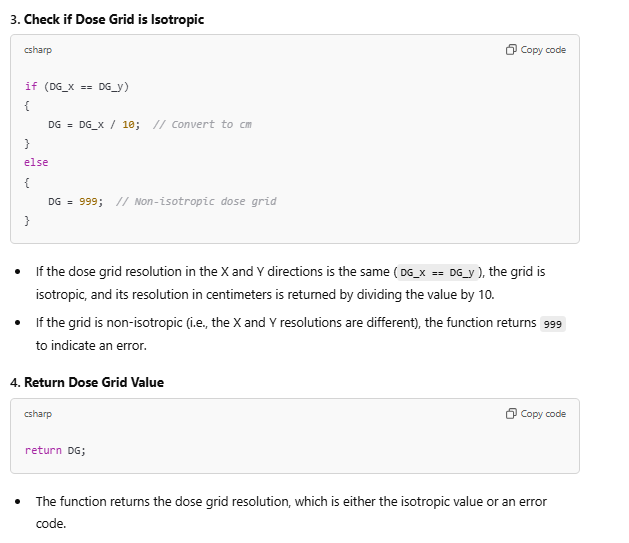 3. Check if Dose Grid is Isotropic
csharp
Copy code
if (DG_x == DG_y)
{
DG = DG_x / 10; // Convert to cm
}
else
{
DG = 999; // Non-isotropic dose grid
}
• If the dose grid resolution in the X and Y directions is the same ( DG_x == DG_y ), the grid is
isotropic, and its resolution in centimeters is returned by dividing the value by 10.
• If the grid is non-isotropic (i.e., the X and Y resolutions are different), the function returns 999
to indicate an error.
4. Return Dose Grid Value
csharp
Copy code
return DG;
• The function returns the dose grid resolution, which is either the isotropic value or an error
code.